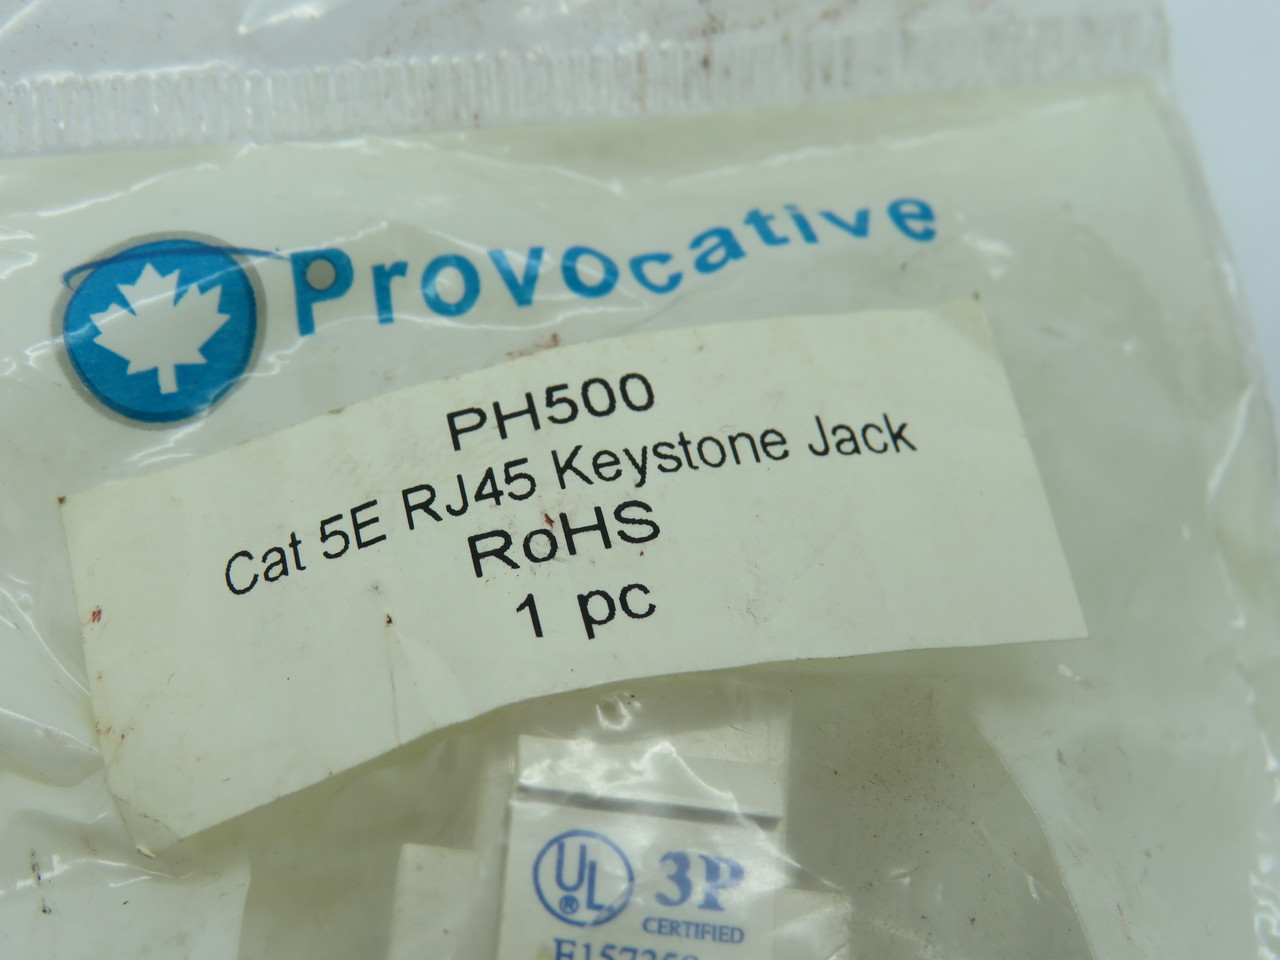 Provocative
PH500
Cat 5E RJ45 Keystone Jack
RoHS
1 pc
UL ® 3P
CERTIFIED